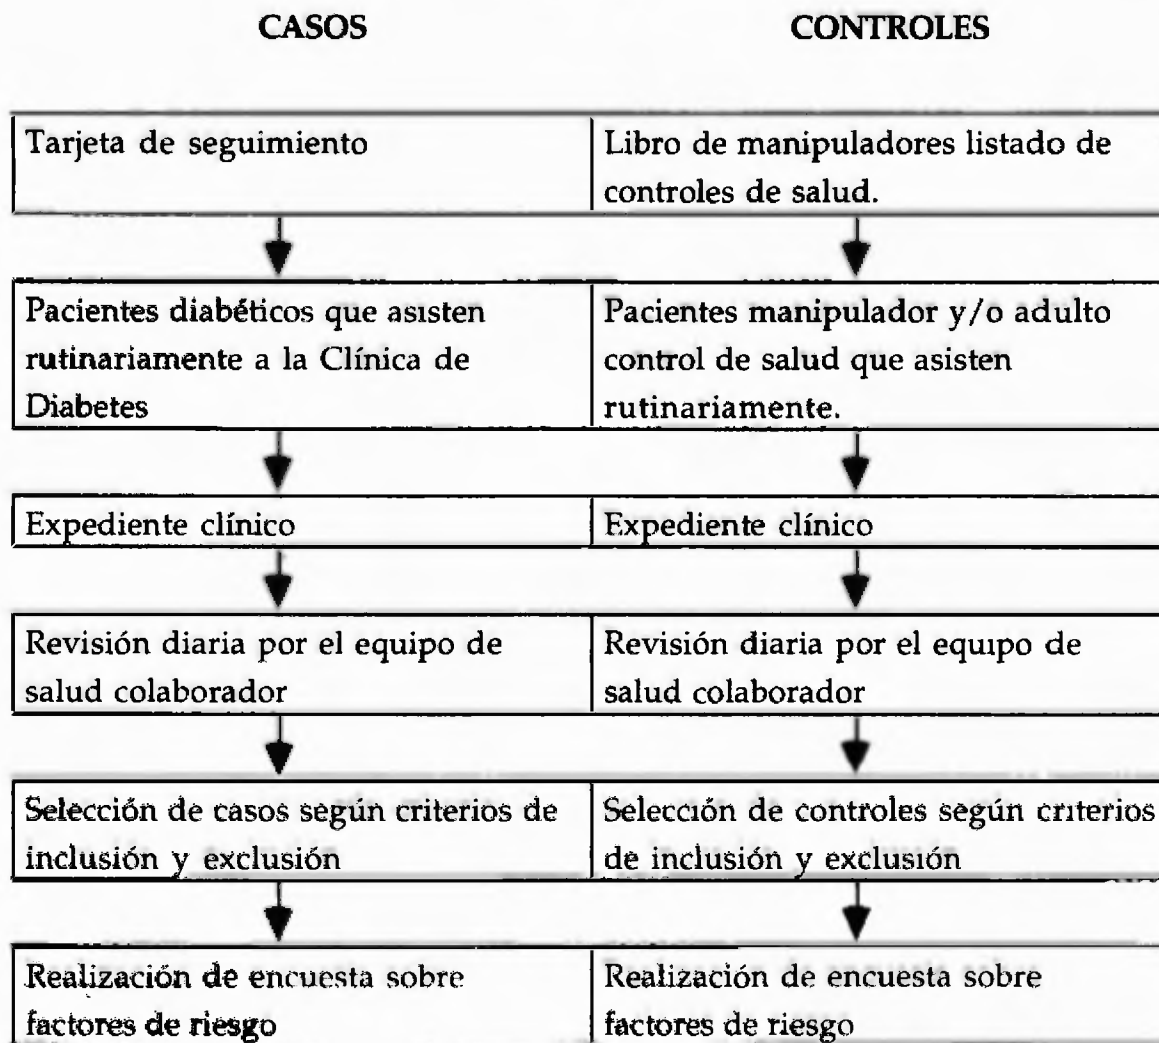 CASOS
CONTROLES
Tarjeta de seguimiento
Libro de manipuladores listado de
controles de salud.
Pacientes diabéticos que asisten
rutinariamente a la Clínica de
Diabetes
Pacientes manipulador y/o adulto
control de salud que asisten
rutinariamente.
Expediente clínico
Expediente clínico
Revisión diaria por el equipo de
salud colaborador
Revisión diaria por el equipo de
salud colaborador
Selección de casos según criterios de
inclusión y exclusión
Selección de controles según criterios
de inclusión y exclusión
Realización de encuesta sobre
factores de riesgo
Realización de encuesta sobre
factores de riesgo